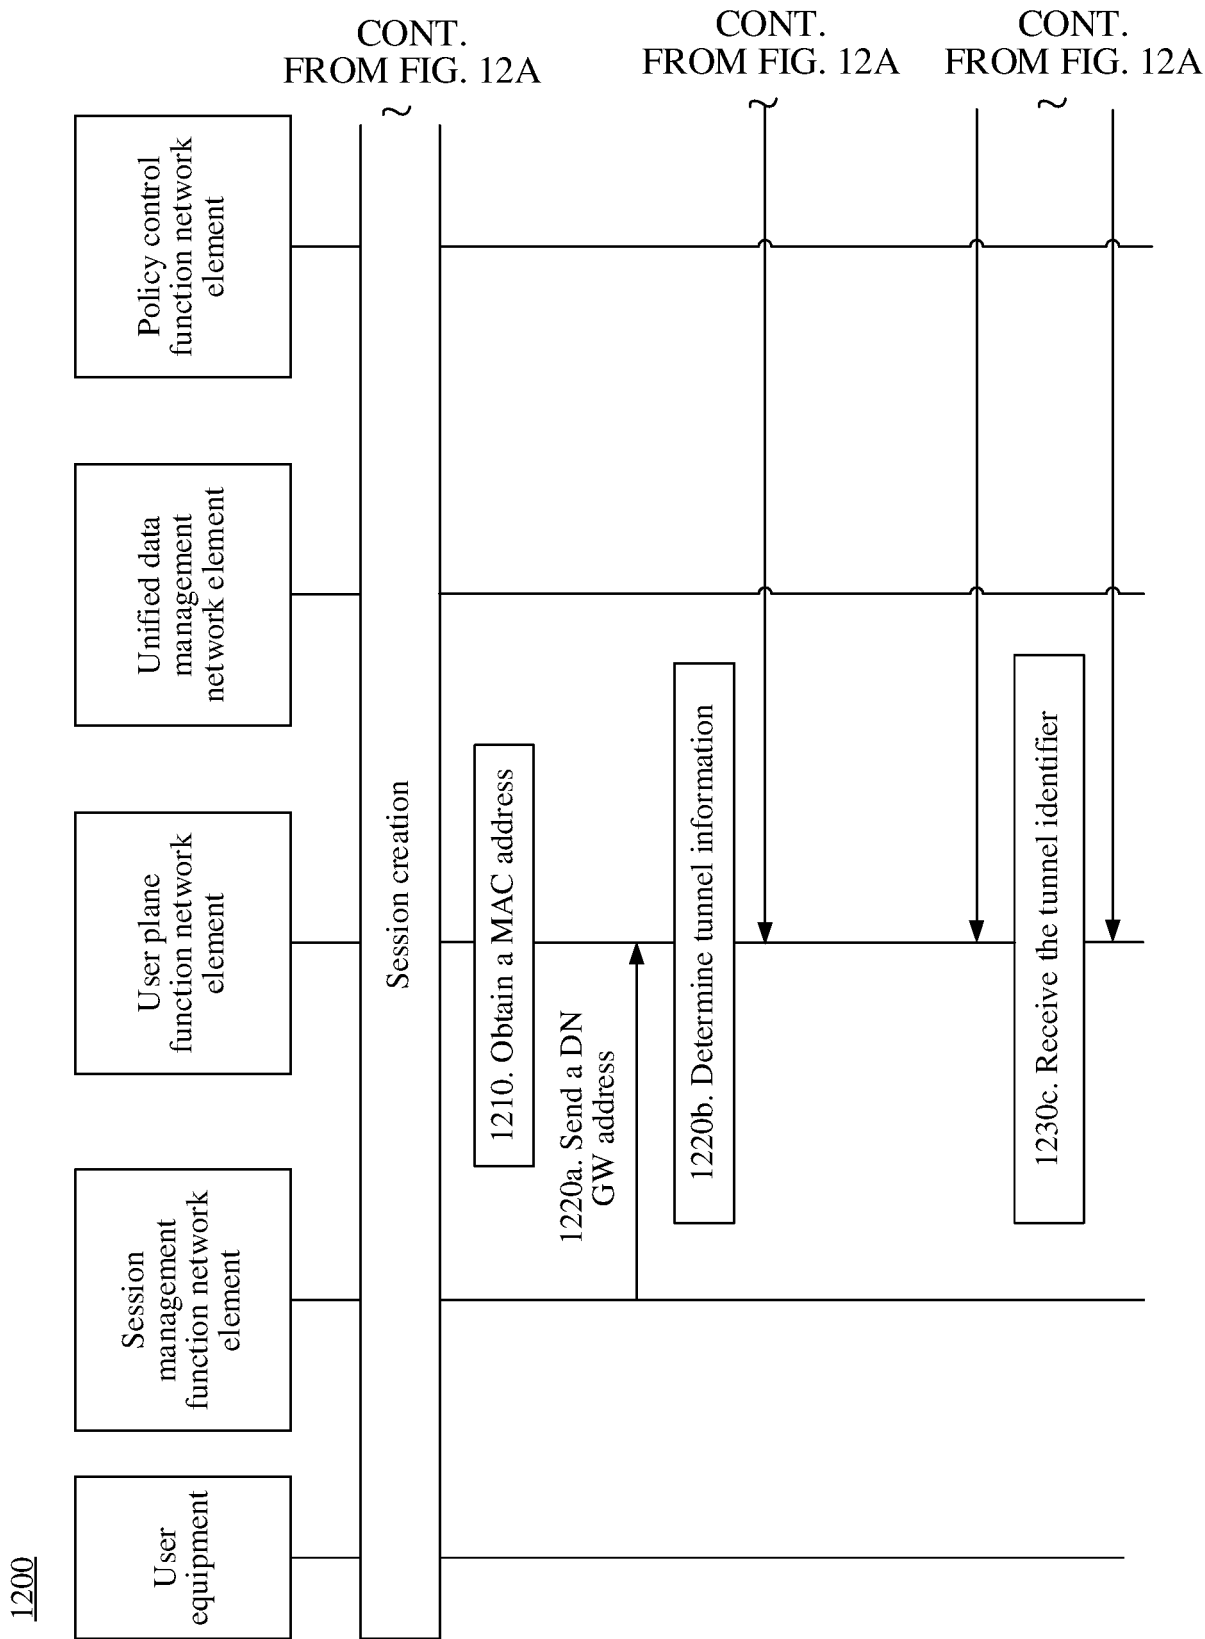 1200
User
equipment
Session
management
function network
element
User plane
function network
element
Unified data
management
network element
Policy control
function network
element
CONT.
FROM FIG. 12A
Session creation
1210. Obtain a MAC address
1220a. Send a DN
GW address
1220b. Determine tunnel information
CONT.
FROM FIG. 12A
1230c. Receive the tunnel identifier
CONT.
FROM FIG. 12A